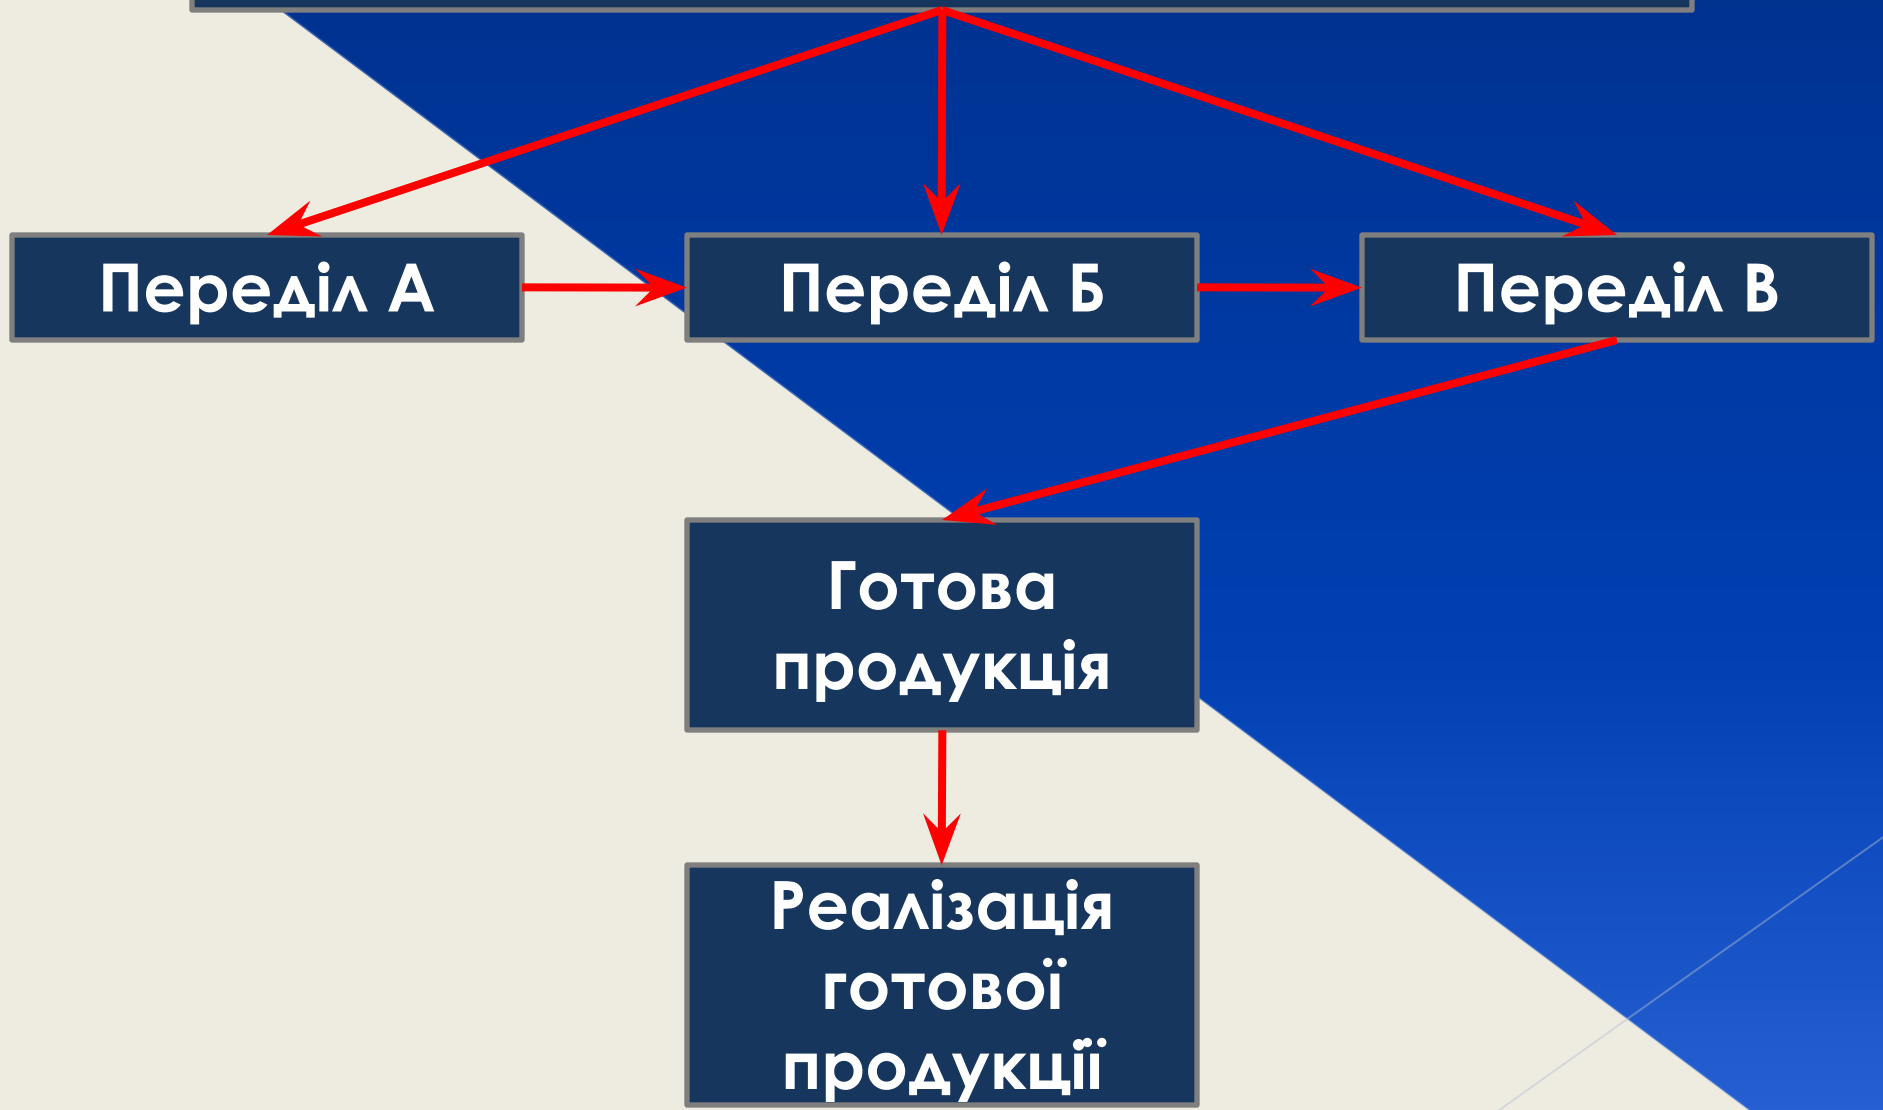 Переділ А
Переділ Б
Переділ В
Готова
продукція
Реалізація
готової
продукції